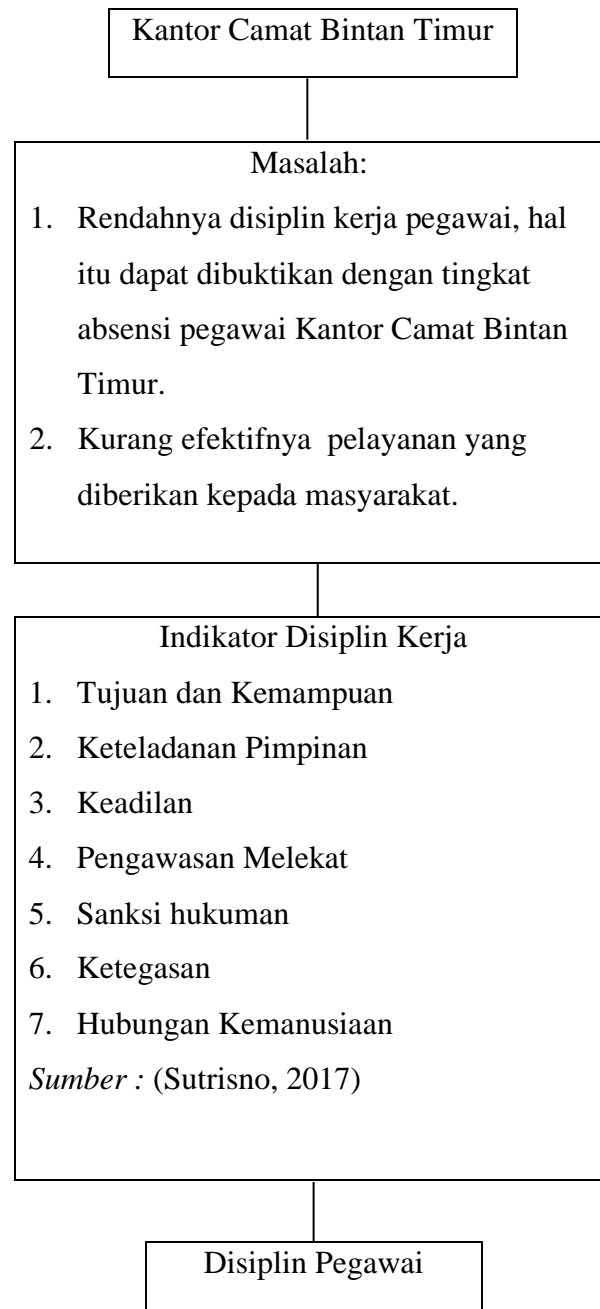 Kantor Camat Bintan Timur
Masalah:
1. Rendahnya disiplin kerja pegawai, hal
itu dapat dibuktikan dengan tingkat
absensi pegawai Kantor Camat Bintan
Timur.
2. Kurang efektifnya pelayanan yang
diberikan kepada masyarakat.
Indikator Disiplin Kerja
1. Tujuan dan Kemampuan
2. Keteladanan Pimpinan
3. Keadilan
4. Pengawasan Melekat
5. Sanksi hukuman
6. Ketegasan
7. Hubungan Kemanusiaan
Sumber : (Sutrisno, 2017)
Disiplin Pegawai